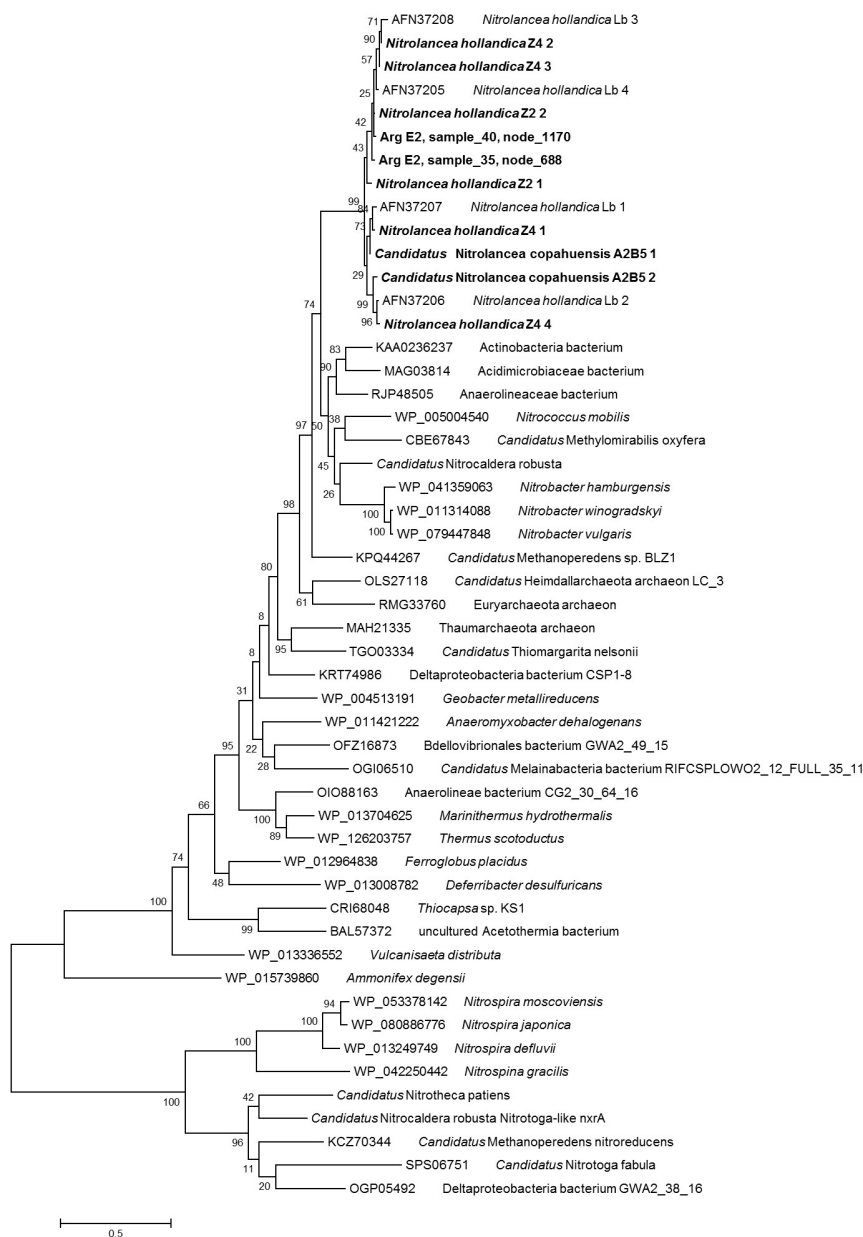 71 AFN37208 Nitrolancea hollandica Lb 3
90 Nitrolancea hollandica Z4 2
57 Nitrolancea hollandica Z4 3
25 AFN37205 Nitrolancea hollandica Lb 4
Nitrolancea hollandica Z2 2
42 Arg E2, sample_40, node_1170
43 Arg E2, sample_35, node_688
Nitrolancea hollandica Z2 1
99 84 AFN37207 Nitrolancea hollandica Lb 1
73 Nitrolancea hollandica Z4 1
Candidatus Nitrolancea copahuensis A2B5 1
29 Candidatus Nitrolancea copahuensis A2B5 2
99 AFN37206 Nitrolancea hollandica Lb 2
74 96 Nitrolancea hollandica Z4 4
83 KAA0236237 Actinobacteria bacterium
90 MAG03814 Acidimicrobiaceae bacterium
RJP48505 Anaerolineaceae bacterium
38 WP_005004540 Nitrococcus mobilis
97 50 CBE67843 Candidatus Methylomirabilis oxyfera
45 Candidatus Nitrocaldera robusta
26 WP_041359063 Nitrobacter hamburgensis
98 100 WP_011314088 Nitrobacter winogradskyi
100 WP_079447848 Nitrobacter vulgaris
KPQ44267 Candidatus Methanoperedens sp. BLZ1
80 OLS27118 Candidatus Heimdallarchaeota archaeon LC_3
61 RMG33760 Euryarchaeota archaeon
8 MAH21335 Thaumarchaeota archaeon
8 95 TGO03334 Candidatus Thiomargarita nelsonii
KRT74986 Deltaproteobacteria bacterium CSP1-8
31 WP_004513191 Geobacter metallireducens
WP_011421222 Anaeromyxobacter dehalogenans
95 22 OFZ16873 Bdellovibrionales bacterium GWA2_49_15
28 OGI06510 Candidatus Melainabacteria bacterium RIFCSPLOWO2_12_FULL_35_11
OIO88163 Anaerolineae bacterium CG2_30_64_16
66 100 WP_013704625 Marinithermus hydrothermalis
89 WP_126203757 Thermus scotoductus
74 WP_012964838 Ferroglobus placidus
48 WP_013008782 Deferribacter desulfuricans
100 CRI68048 Thiocapsa sp. KS1
99 BAL57372 uncultured Acetothermia bacterium
WP_013336552 Vulcanisaeta distributa
WP_015739860 Ammonifex degensii
94 WP_053378142 Nitrospira moscoviensis
100 WP_080886776 Nitrospira japonica
100 WP_013249749 Nitrospira defluvii
WP_042250442 Nitrospina gracilis
100 42 Candidatus Nitrotheca patiens
Candidatus Nitrocaldera robusta Nitrotoga-like nxrA
96 KCZ70344 Candidatus Methanoperedens nitroreducens
11 SPS06751 Candidatus Nitrotoga fabula
20 OGP05492 Deltaproteobacteria bacterium GWA2_38_16
0.5